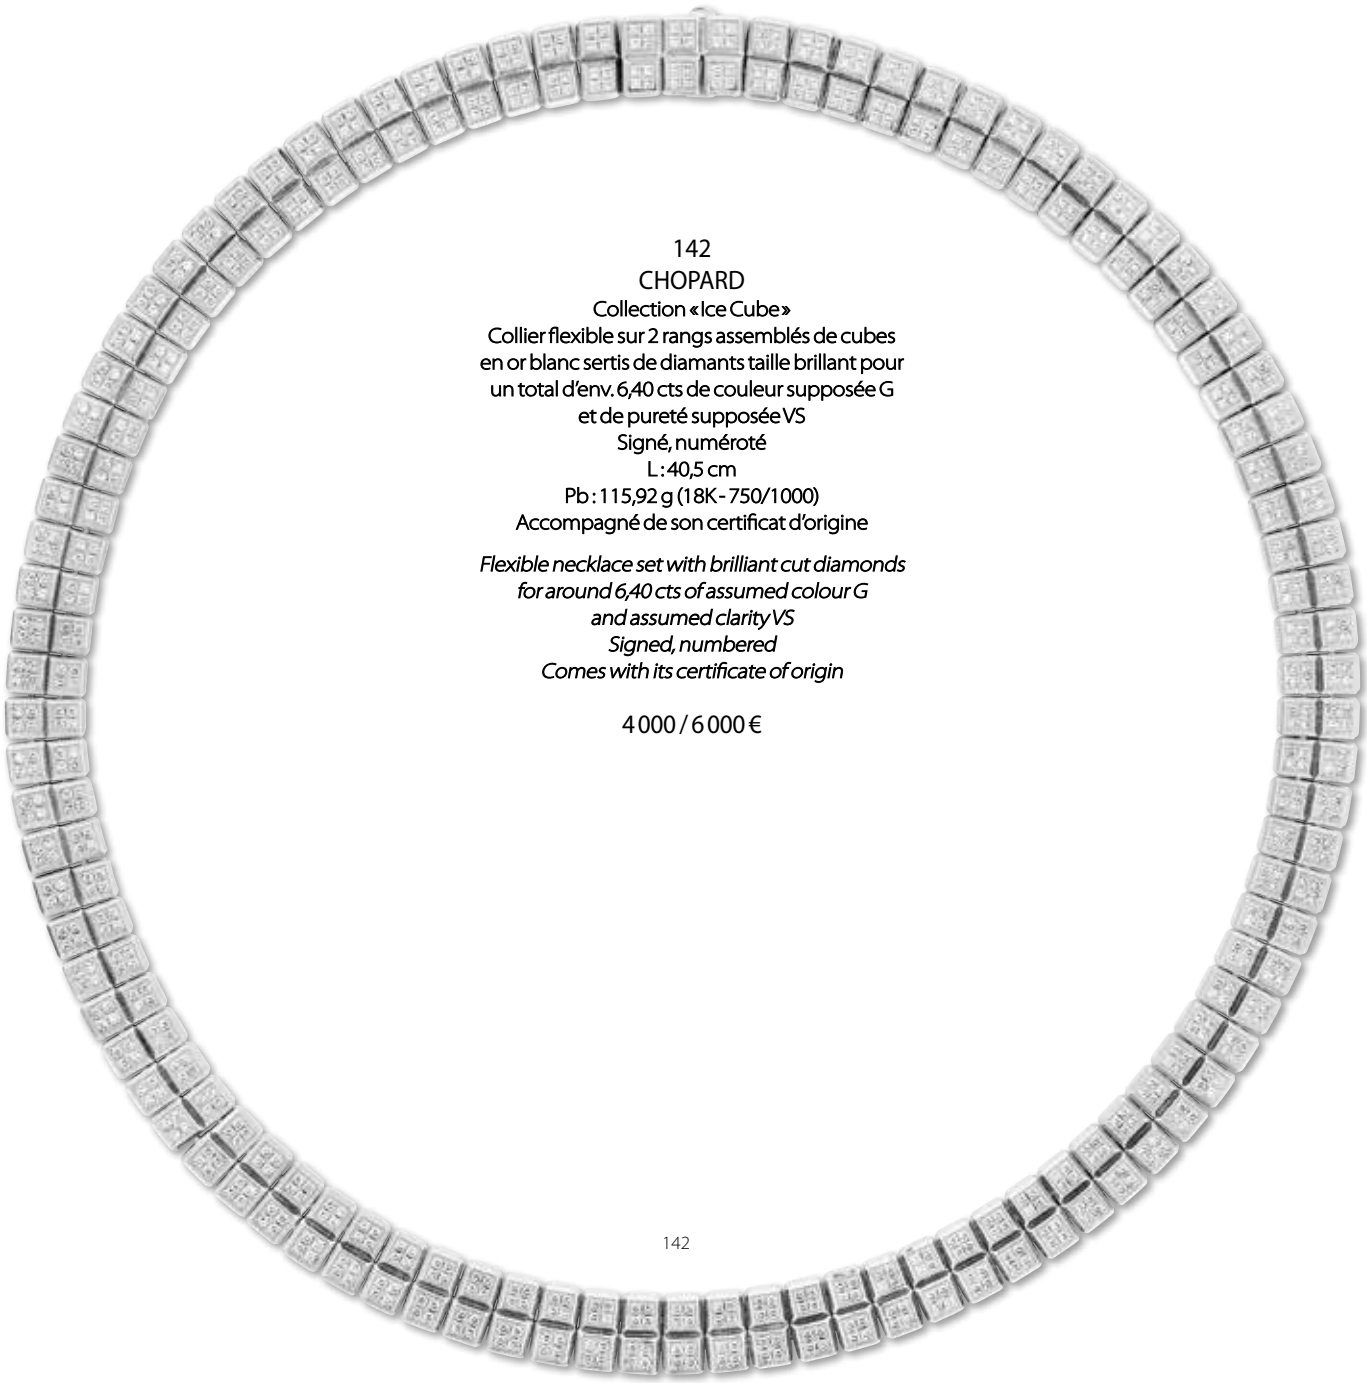 142
CHOPARD
Collection «Ice Cube»
Collier flexible sur 2 rangs assemblés de cubes
en or blanc sertis de diamants taille brillant pour
un total d’env. 6,40 cts de couleur supposée G
et de pureté supposée VS
Signé, numéroté
L : 40,5 cm
Pb : 115,92 g (18K - 750/1000)
Accompagné de son certificat d’origine
Flexible necklace set with brilliant cut diamonds
for around 6,40 cts of assumed colour G
and assumed clarity VS
Signed, numbered
Comes with its certificate of origin
4 000 / 6 000 €
142